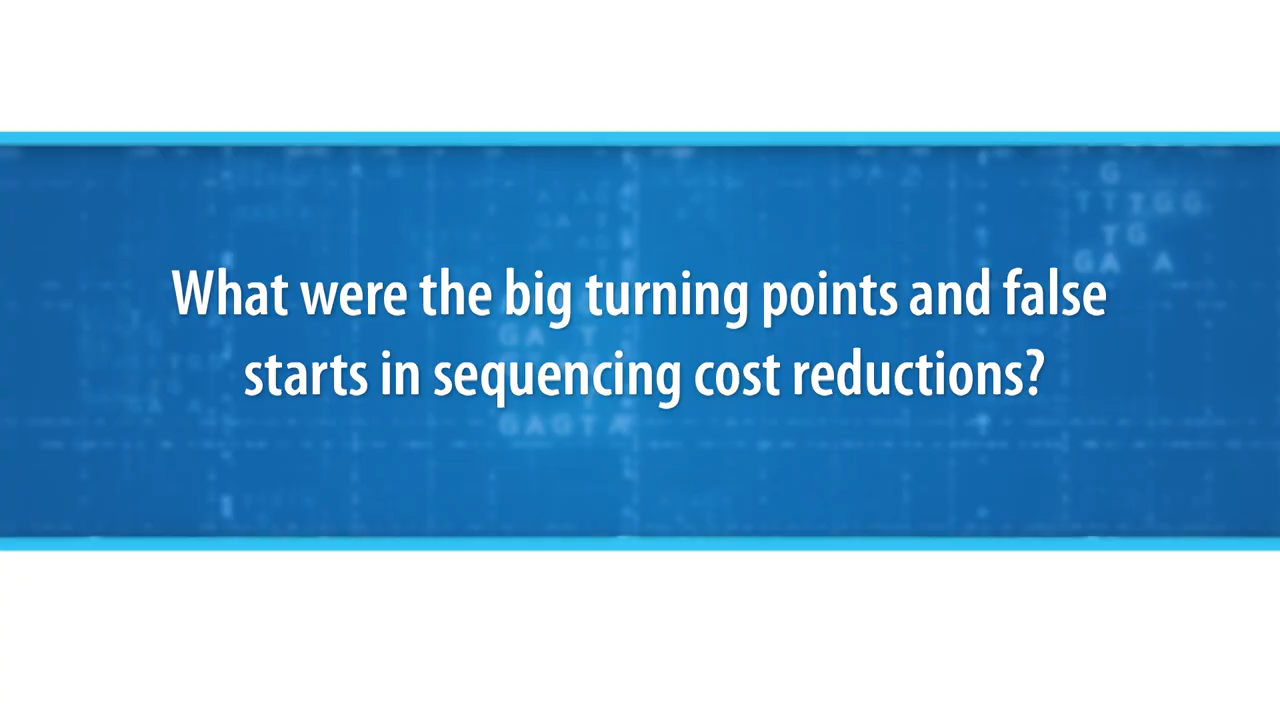 What were the big turning points and false
starts in sequencing cost reductions?
G
T T T G G
T G
G A A
G A T
G A G T A